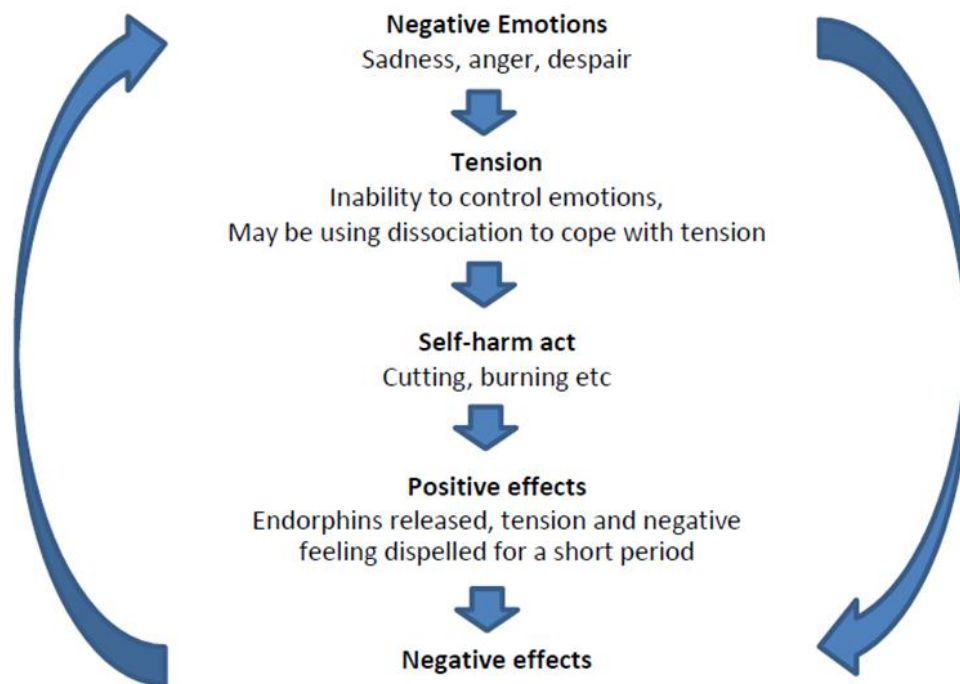 Negative Emotions
Sadness, anger, despair
Tension
Inability to control emotions,
May be using dissociation to cope with tension
Self-harm act
Cutting, burning etc
Positive effects
Endorphins released, tension and negative
feeling dispelled for a short period
Negative effects